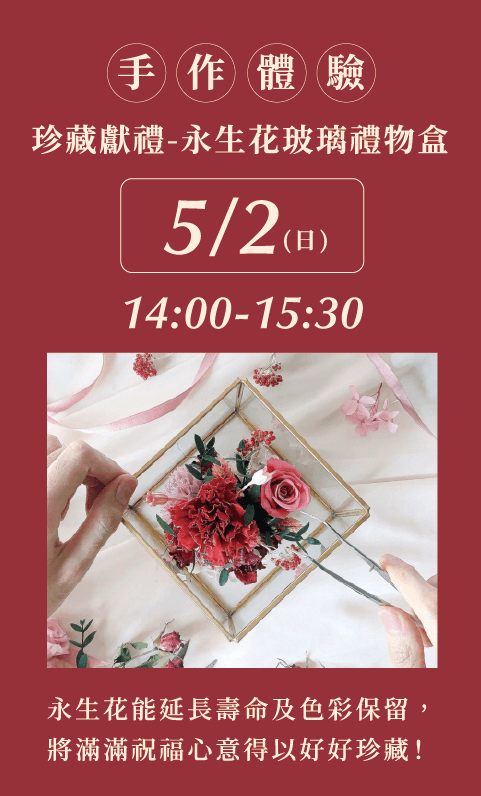 手作體驗
珍藏獻禮-永生花玻璃禮物盒
5/2(日)
14:00-15:30
永生花能延長壽命及色彩保留，
將滿滿祝福心意得以好好珍藏！